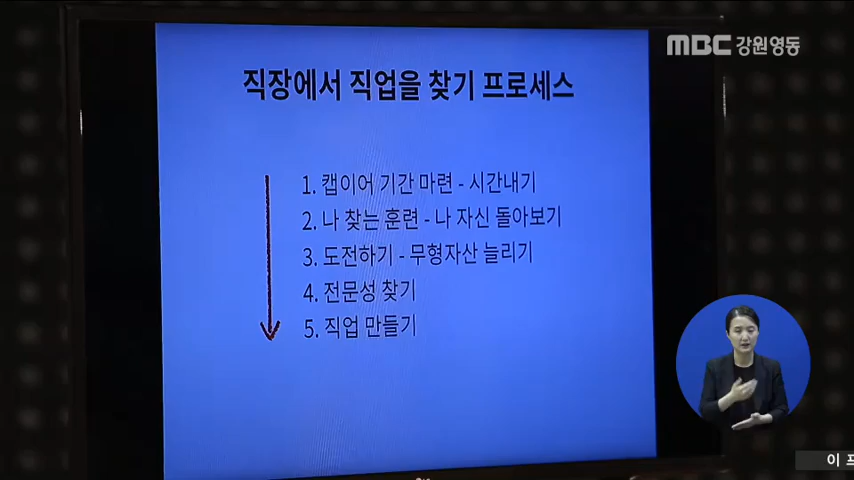 MBC 강원영동
직장에서 직업을 찾기 프로세스
1. 캡이어 기간 마련 - 시간내기
2. 나 찾는 훈련 - 나 자신 돌아보기
3. 도전하기 - 무형자산 늘리기
4. 전문성 찾기
5. 직업 만들기
이 프